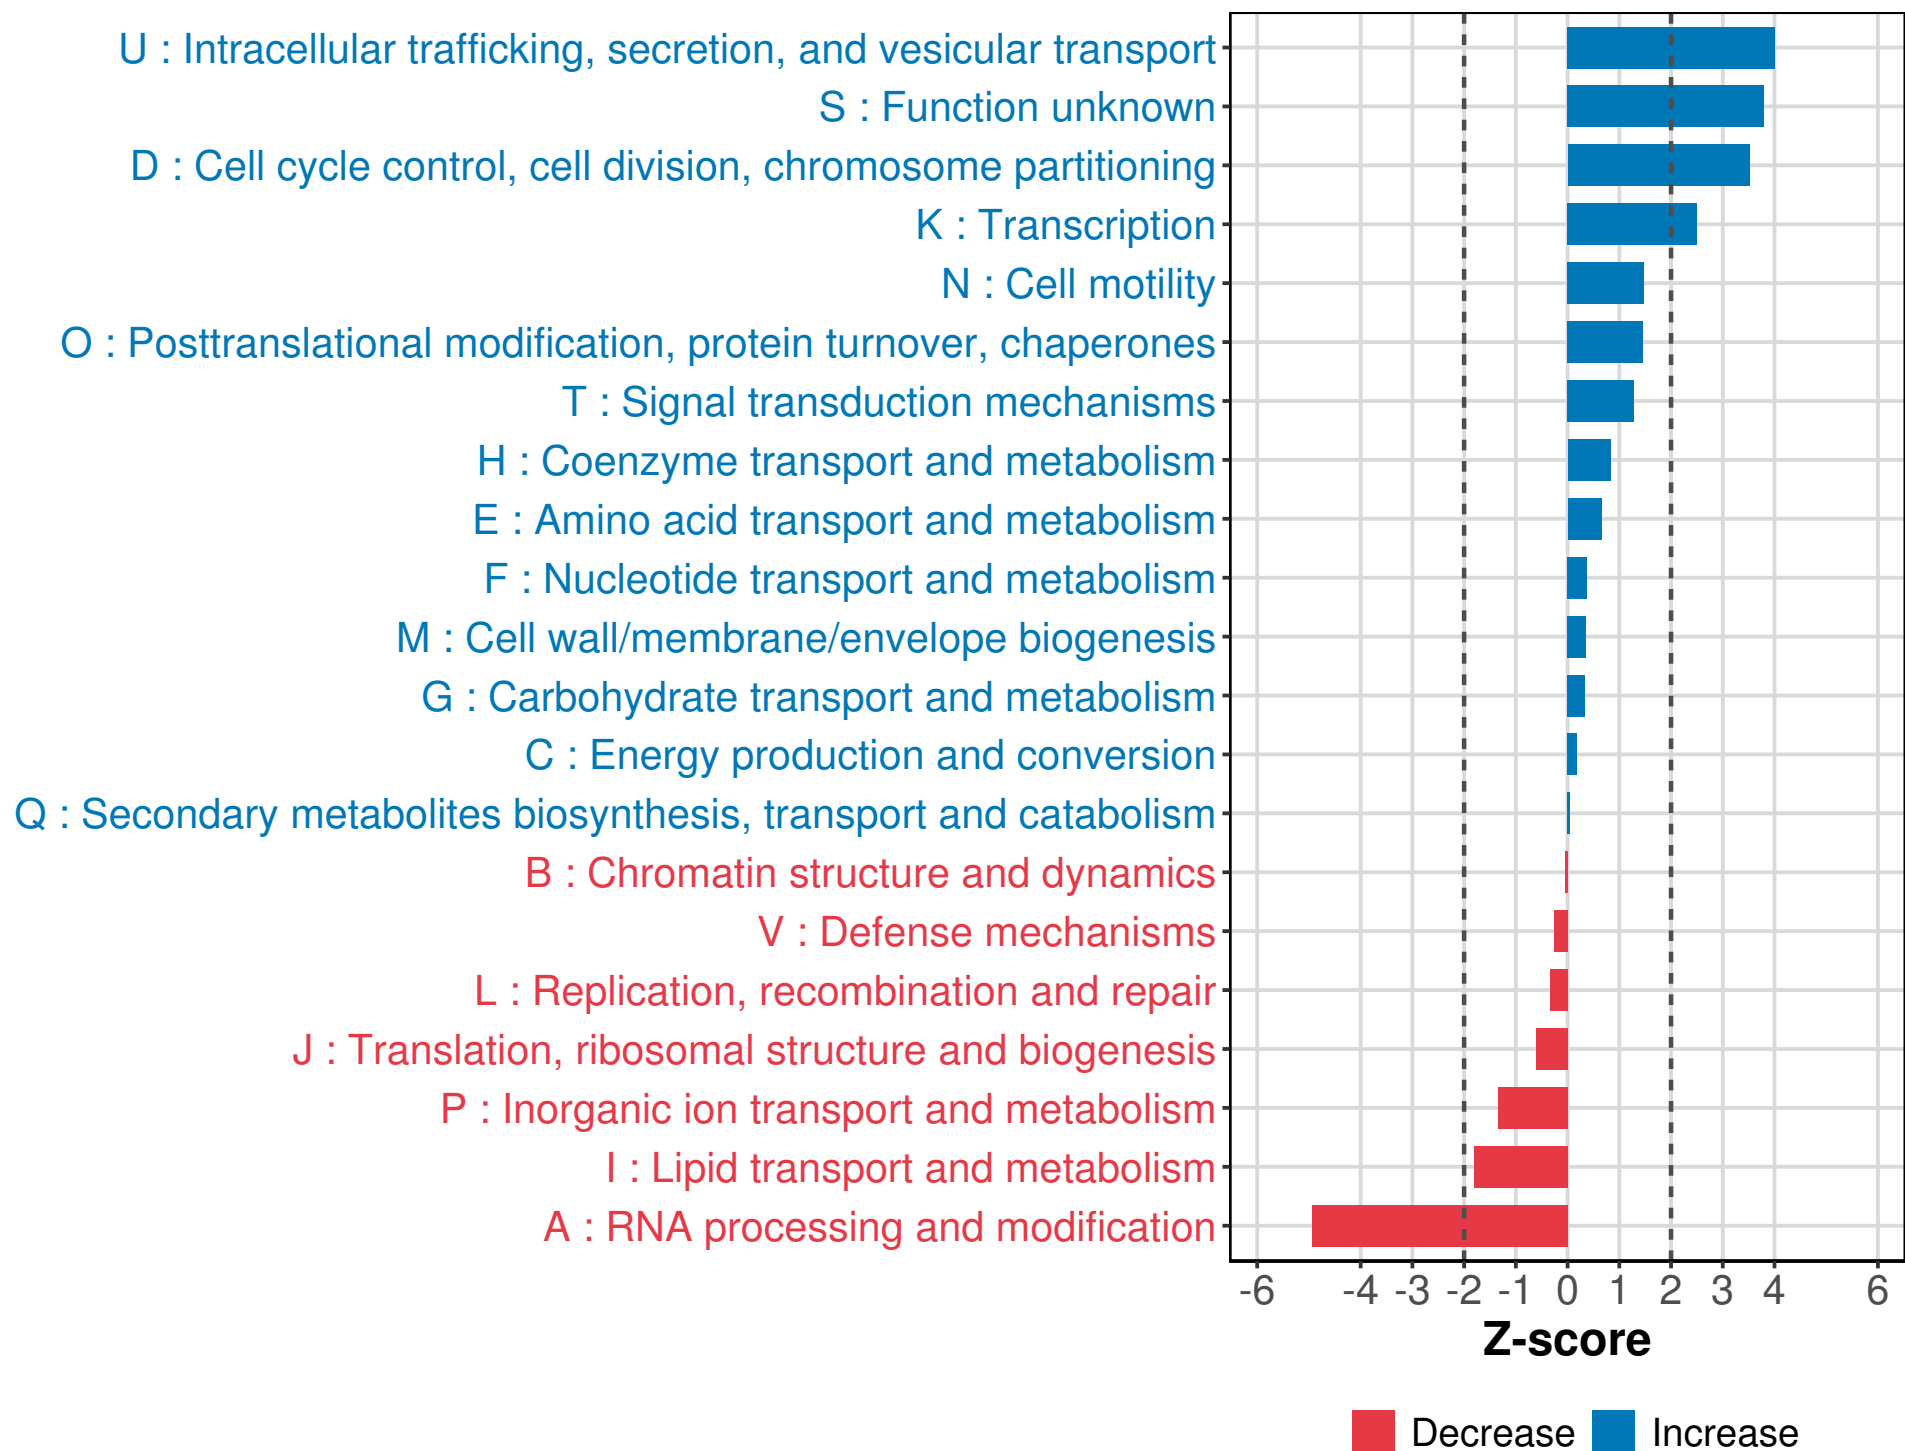 U : Intracellular trafficking, secretion, and vesicular transport
S : Function unknown
D : Cell cycle control, cell division, chromosome partitioning
K : Transcription
N : Cell motility
O : Posttranslational modification, protein turnover, chaperones
T : Signal transduction mechanisms
H : Coenzyme transport and metabolism
E : Amino acid transport and metabolism
F : Nucleotide transport and metabolism
M : Cell wall/membrane/envelope biogenesis
G : Carbohydrate transport and metabolism
C : Energy production and conversion
Q : Secondary metabolites biosynthesis, transport and catabolism
B : Chromatin structure and dynamics
V : Defense mechanisms
L : Replication, recombination and repair
J : Translation, ribosomal structure and biogenesis
P : Inorganic ion transport and metabolism
I : Lipid transport and metabolism
A : RNA processing and modification
-6 -4 -3 -2 -1 0 1 2 3 4 6
Z-score
Decrease Increase